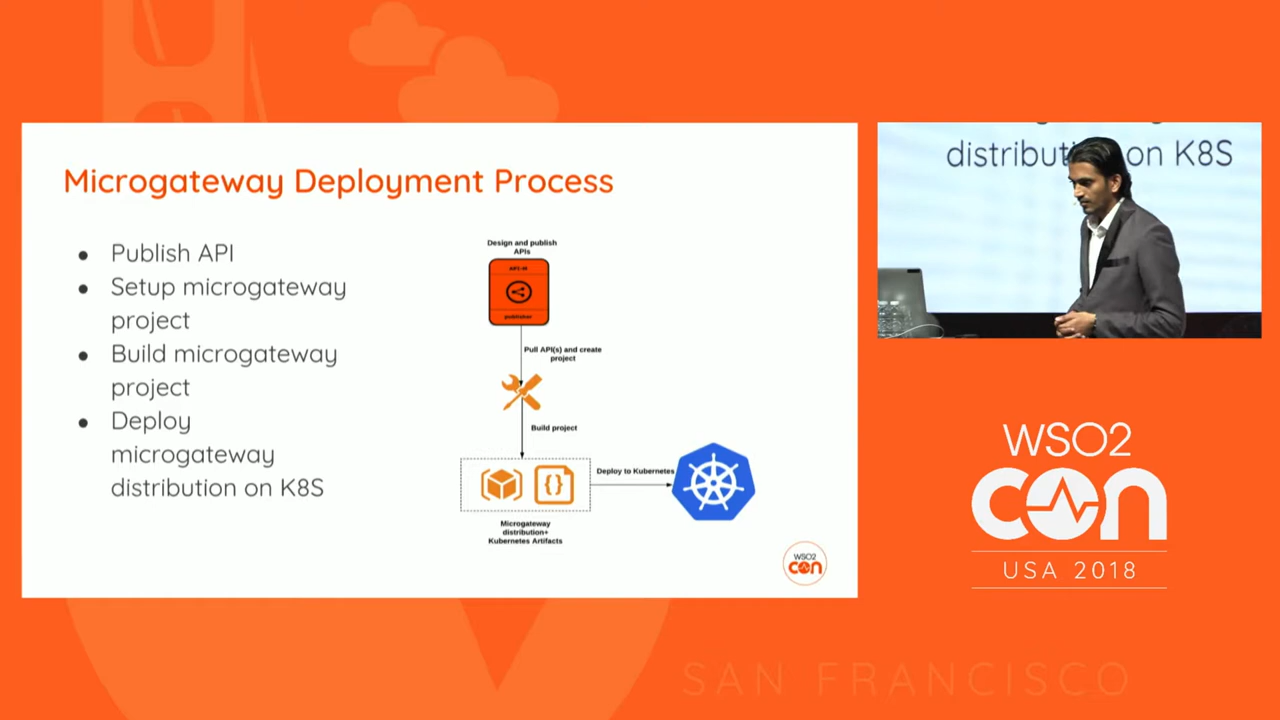 Microgateway Deployment Process
● Publish API
● Setup microgateway
project
● Build microgateway
project
● Deploy
microgateway
distribution on K8S
Design and publish
APIs
API-M
publisher
Pull API(s) and create
project
Build project
{}
Deploy to Kubernetes
Microgateway
distribution+
Kubernetes Artifacts
WSO2
con
distribut on K8S
WSO2
con
USA 2018
SAN FRANCISCO